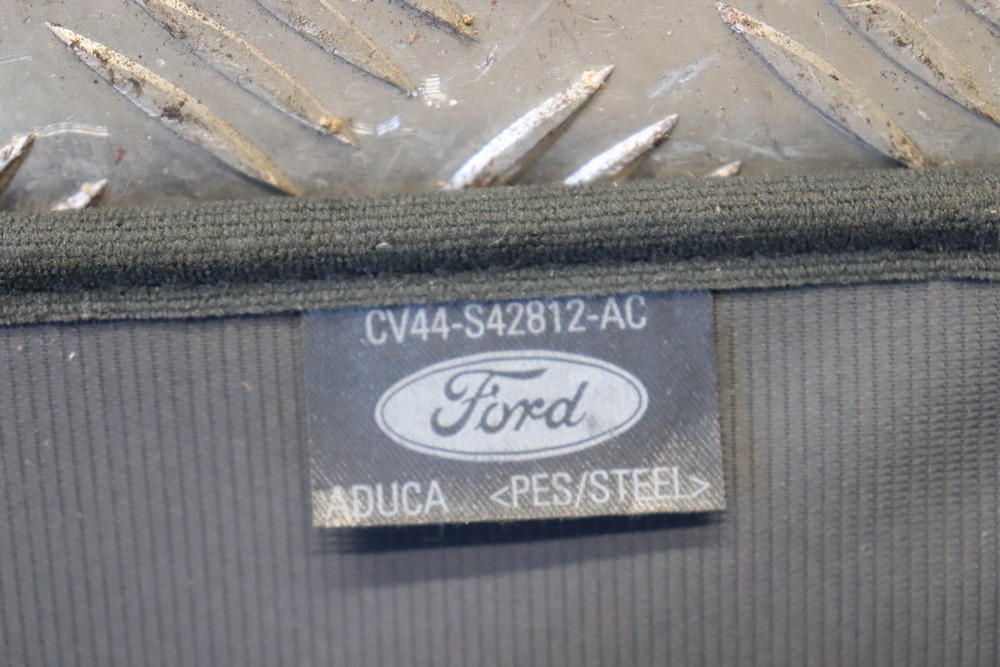 CV44-S42812-AC
Ford
ADUCA <PES/STEEL>